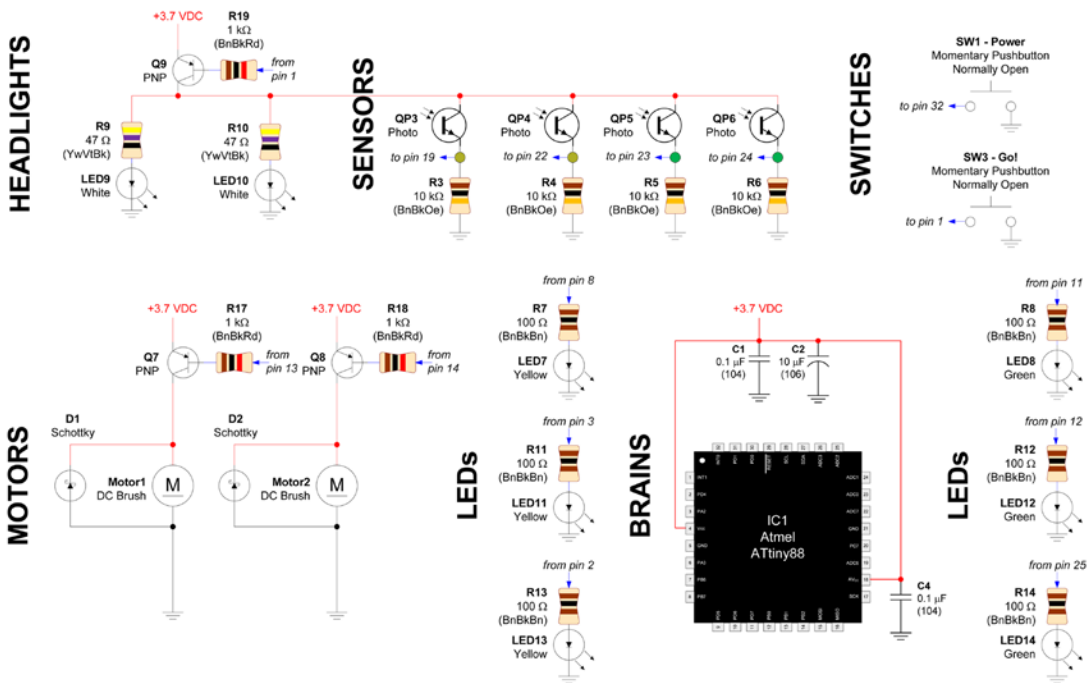 HEADLIGHTS
+3.7 VDC
R19
1 kΩ
(BnBkRd)
Q9
PNP
from
pin 1
R9
47 Ω
(YwVtBk)
LED9
White
R10
47 Ω
(YwVtBk)
LED10
White
SENSORS
QP3
Photo
to pin 19
R3
10 kΩ
(BnBkOe)
QP4
Photo
to pin 22
R4
10 kΩ
(BnBkOe)
QP5
Photo
to pin 23
R5
10 kΩ
(BnBkOe)
QP6
Photo
to pin 24
R6
10 kΩ
(BnBkOe)
SWITCHES
SW1 - Power
Momentary Pushbutton
Normally Open
to pin 32
SW3 - Go!
Momentary Pushbutton
Normally Open
to pin 1
MOTORS
+3.7 VDC
R17
1 kΩ
(BnBkRd)
Q7
PNP
from
pin 13
D1
Schottky
Motor1
DC Brush
M
+3.7 VDC
R18
1 kΩ
(BnBkRd)
Q8
PNP
from
pin 14
D2
Schottky
Motor2
DC Brush
M
LEDs
from pin 8
R7
100 Ω
(BnBkBn)
LED7
Yellow
from pin 3
R11
100 Ω
(BnBkBn)
LED11
Yellow
from pin 2
R13
100 Ω
(BnBkBn)
LED13
Yellow
BRAINS
+3.7 VDC
C1
0.1 µF
(104)
C2
10 µF
(106)
IC1
Atmel
ATtiny88
C4
0.1 µF
(104)
LEDs
from pin 11
R8
100 Ω
(BnBkBn)
LED8
Green
from pin 12
R12
100 Ω
(BnBkBn)
LED12
Green
from pin 25
R14
100 Ω
(BnBkBn)
LED14
Green